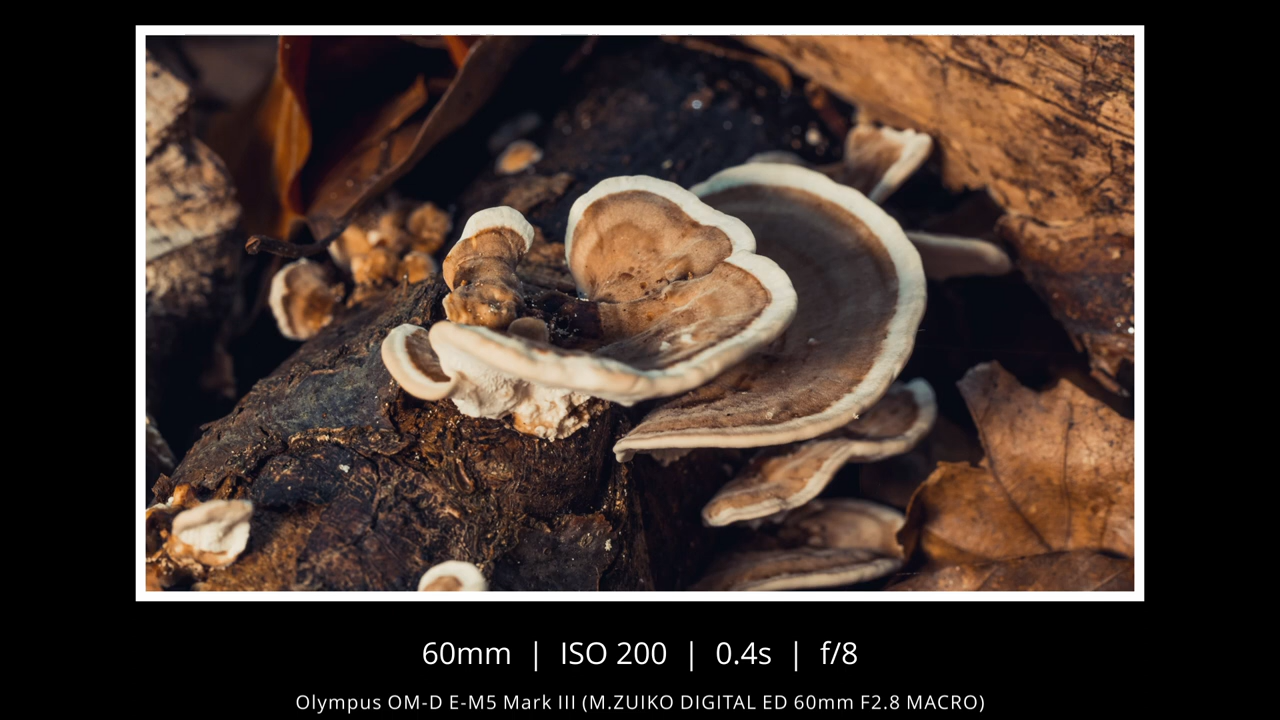 60mm | ISO 200 | 0.4s | f/8
Olympus OM-D E-M5 Mark III (M.ZUIKO DIGITAL ED 60mm F2.8 MACRO)